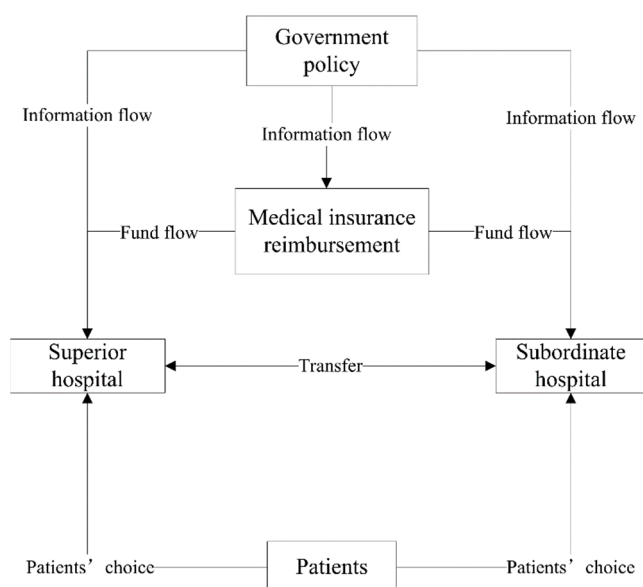 Government
policy
Information flow
Information flow
Information flow
Medical insurance
reimbursement
Fund flow
Fund flow
Superior
hospital
Transfer
Subordinate
hospital
Patients’ choice
Patients
Patients’ choice